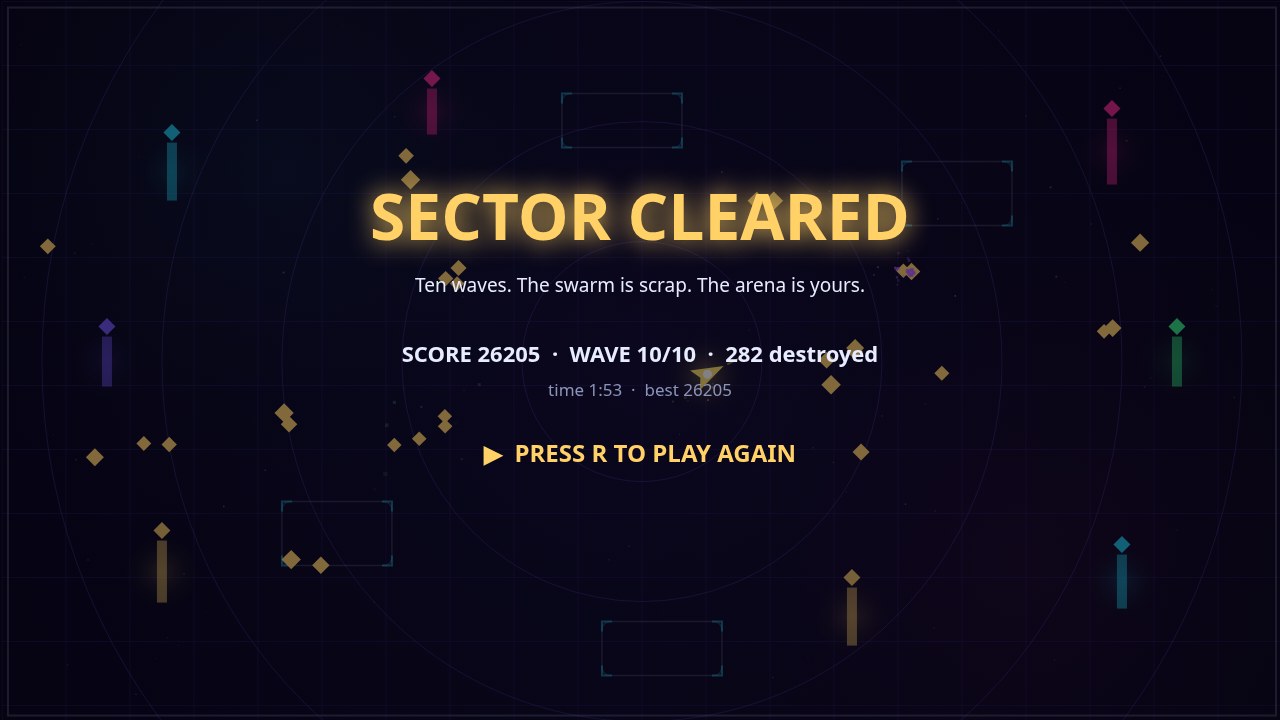 SECTOR CLEARED
Ten waves. The swarm is scrap. The arena is yours.
SCORE 26205 · WAVE 10/10 · 282 destroyed
time 1:53 · best 26205
▶ PRESS R TO PLAY AGAIN